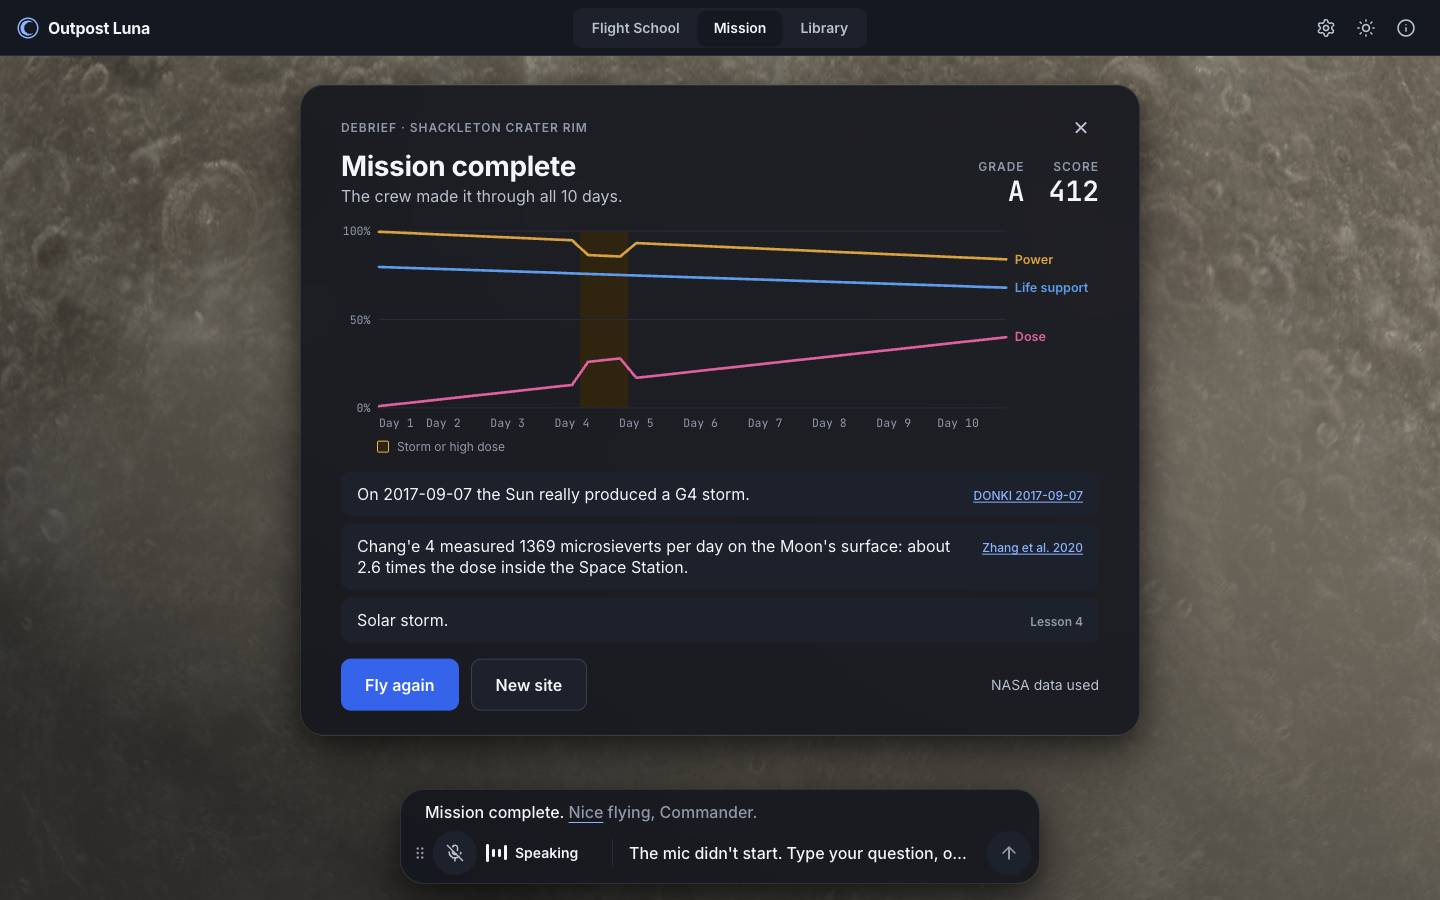 Outpost Luna
Flight School Mission Library
DEBRIEF · SHACKLETON CRATER RIM
Mission complete
The crew made it through all 10 days.
GRADE SCORE
A 412
100%
50%
0%
Power
Life support
Dose
Day 1 Day 2 Day 3 Day 4 Day 5 Day 6 Day 7 Day 8 Day 9 Day 10
Storm or high dose
On 2017-09-07 the Sun really produced a G4 storm. DONKI 2017-09-07
Chang'e 4 measured 1369 microsieverts per day on the Moon's surface: about Zhang et al. 2020
2.6 times the dose inside the Space Station.
Solar storm. Lesson 4
Fly again New site NASA data used
Mission complete. Nice flying, Commander.
Speaking The mic didn't start. Type your question, o...